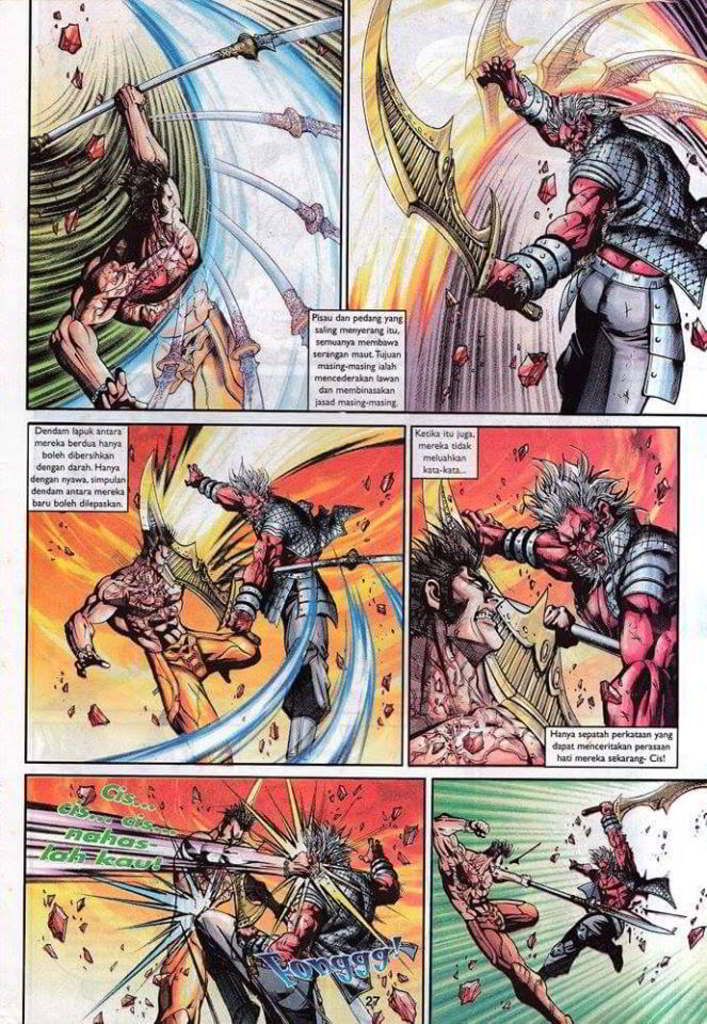 Pisau dan pedang yang
saling menyerang itu,
semuanya membawa
serangan maut. Tujuan
masing-masing ialah
mencederakan lawan
dan membinasakan
jasad masing-masing.
Dendam lapuk antara
mereka berdua hanya
boleh dibersihkan
dengan darah. Hanya
dengan nyawa, simpulan
dendam antara mereka
baru boleh dilepaskan.
Ketika itu juga,
mereka tidak
meluahkan
kata-kata...
Hanya sepatah perkataan yang
dapat menceritakan perasaan
hati mereka sekarang- Cis!
Cis...
cis... cis...
nahas-
lah kau!
Fonggg!
27